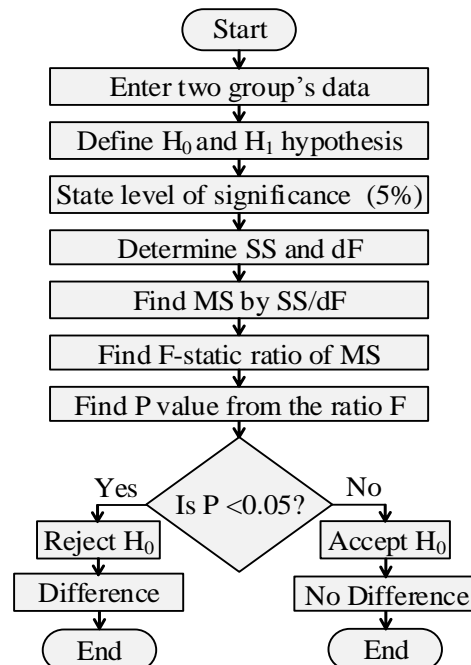 Start
Enter two group's data
Define H₀ and H₁ hypothesis
State level of significance (5%)
Determine SS and dF
Find MS by SS/dF
Find F-static ratio of MS
Find P value from the ratio F
Is P <0.05?
Yes
No
Reject H₀
Accept H₀
Difference
No Difference
End
End